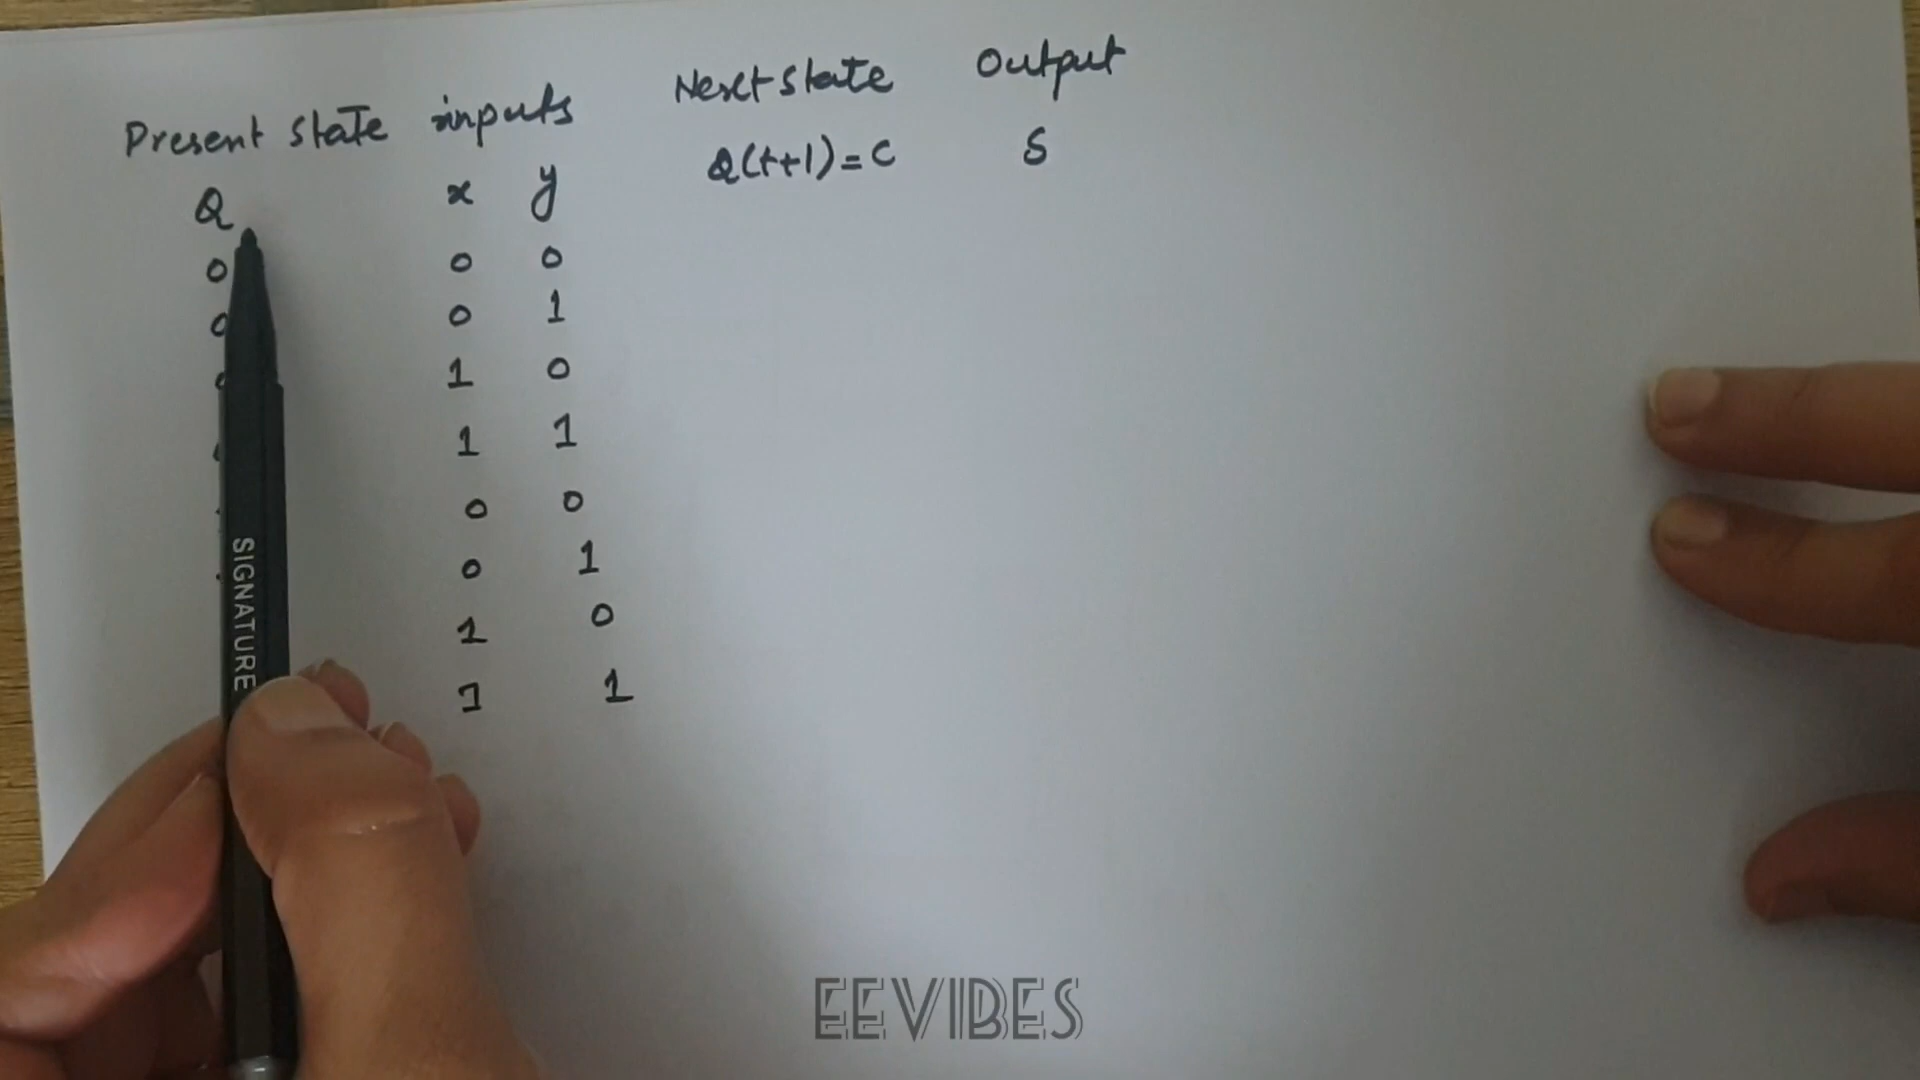 Present state inputs Next state Output
Q x y Q(t+1)=C S
0 0 0
0 0 1
1 0
1 1
0 0
0 1
1 0
1 1
SIGNATURE
EEVIBES